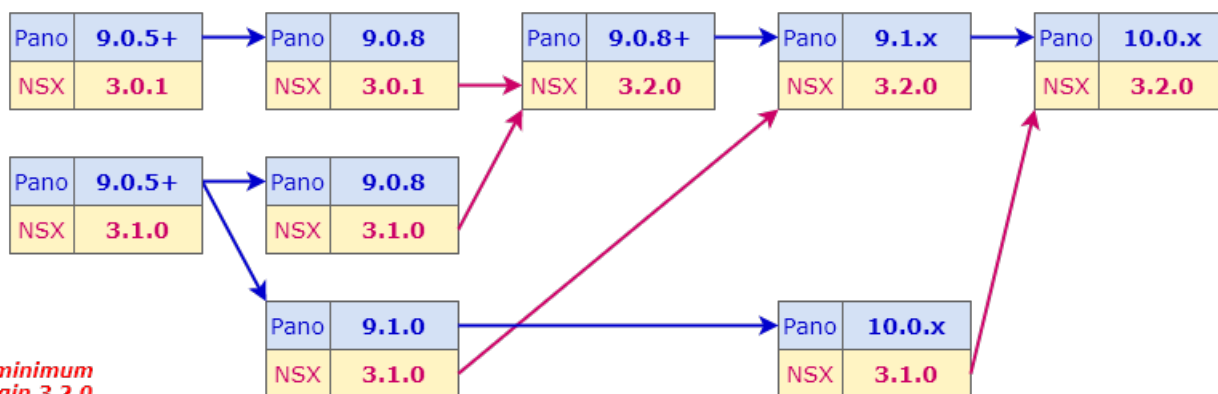 Pano 9.0.5+ Pano 9.0.8 Pano 9.0.8+ Pano 9.1.x Pano 10.0.x
NSX 3.0.1 NSX 3.0.1 NSX 3.2.0 NSX 3.2.0 NSX 3.2.0
Pano 9.0.5+ Pano 9.0.8
NSX 3.1.0 NSX 3.1.0
Pano 9.1.0 Pano 10.0.x
minimum
NSX 3.1.0 NSX 3.1.0
3.2.0